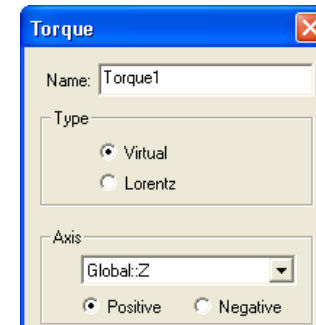 Torque
Name: Torque1
Type
Virtual
Lorentz
Axis
Global::Z
Positive Negative